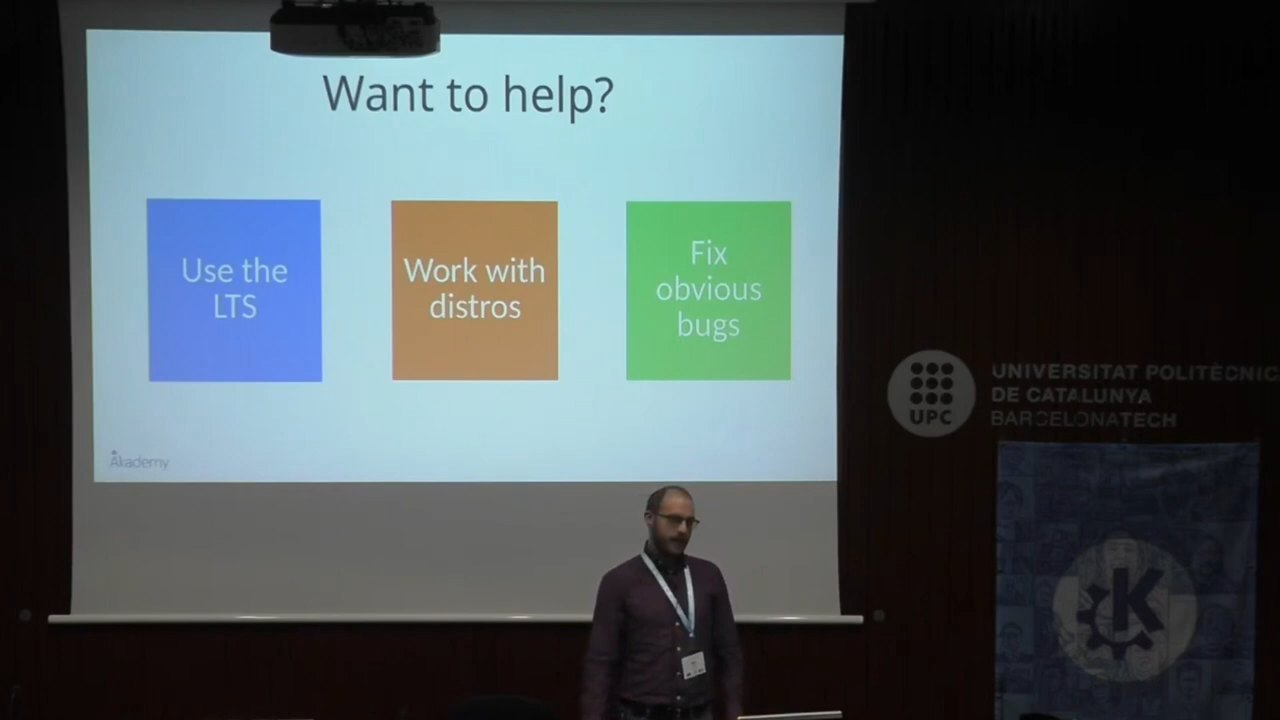 Want to help?
Use the
LTS
Work with
distros
Fix
obvious
bugs
Akademy
UPC
UNIVERSITAT POLITÈCNIC
DE CATALUNYA
BARCELONATECH
K